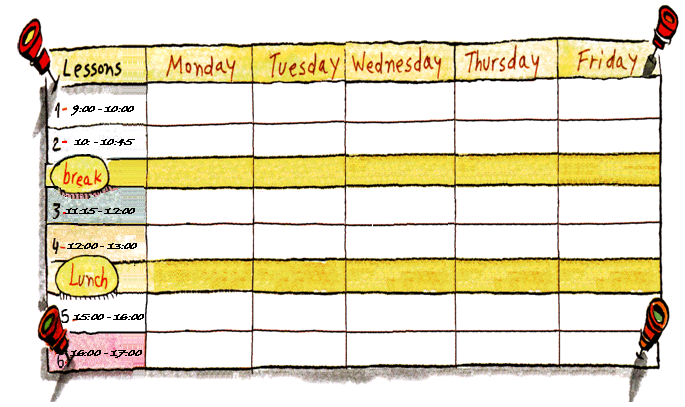 Lessons Monday Tuesday Wednesday Thursday Friday
1- 9:00 - 10:00
2- 10: - 10:45
break
3 11:15 - 12:00
4 - 12:00 - 13:00
Lunch
5 15:00 - 16:00
6 16:00 - 17:00